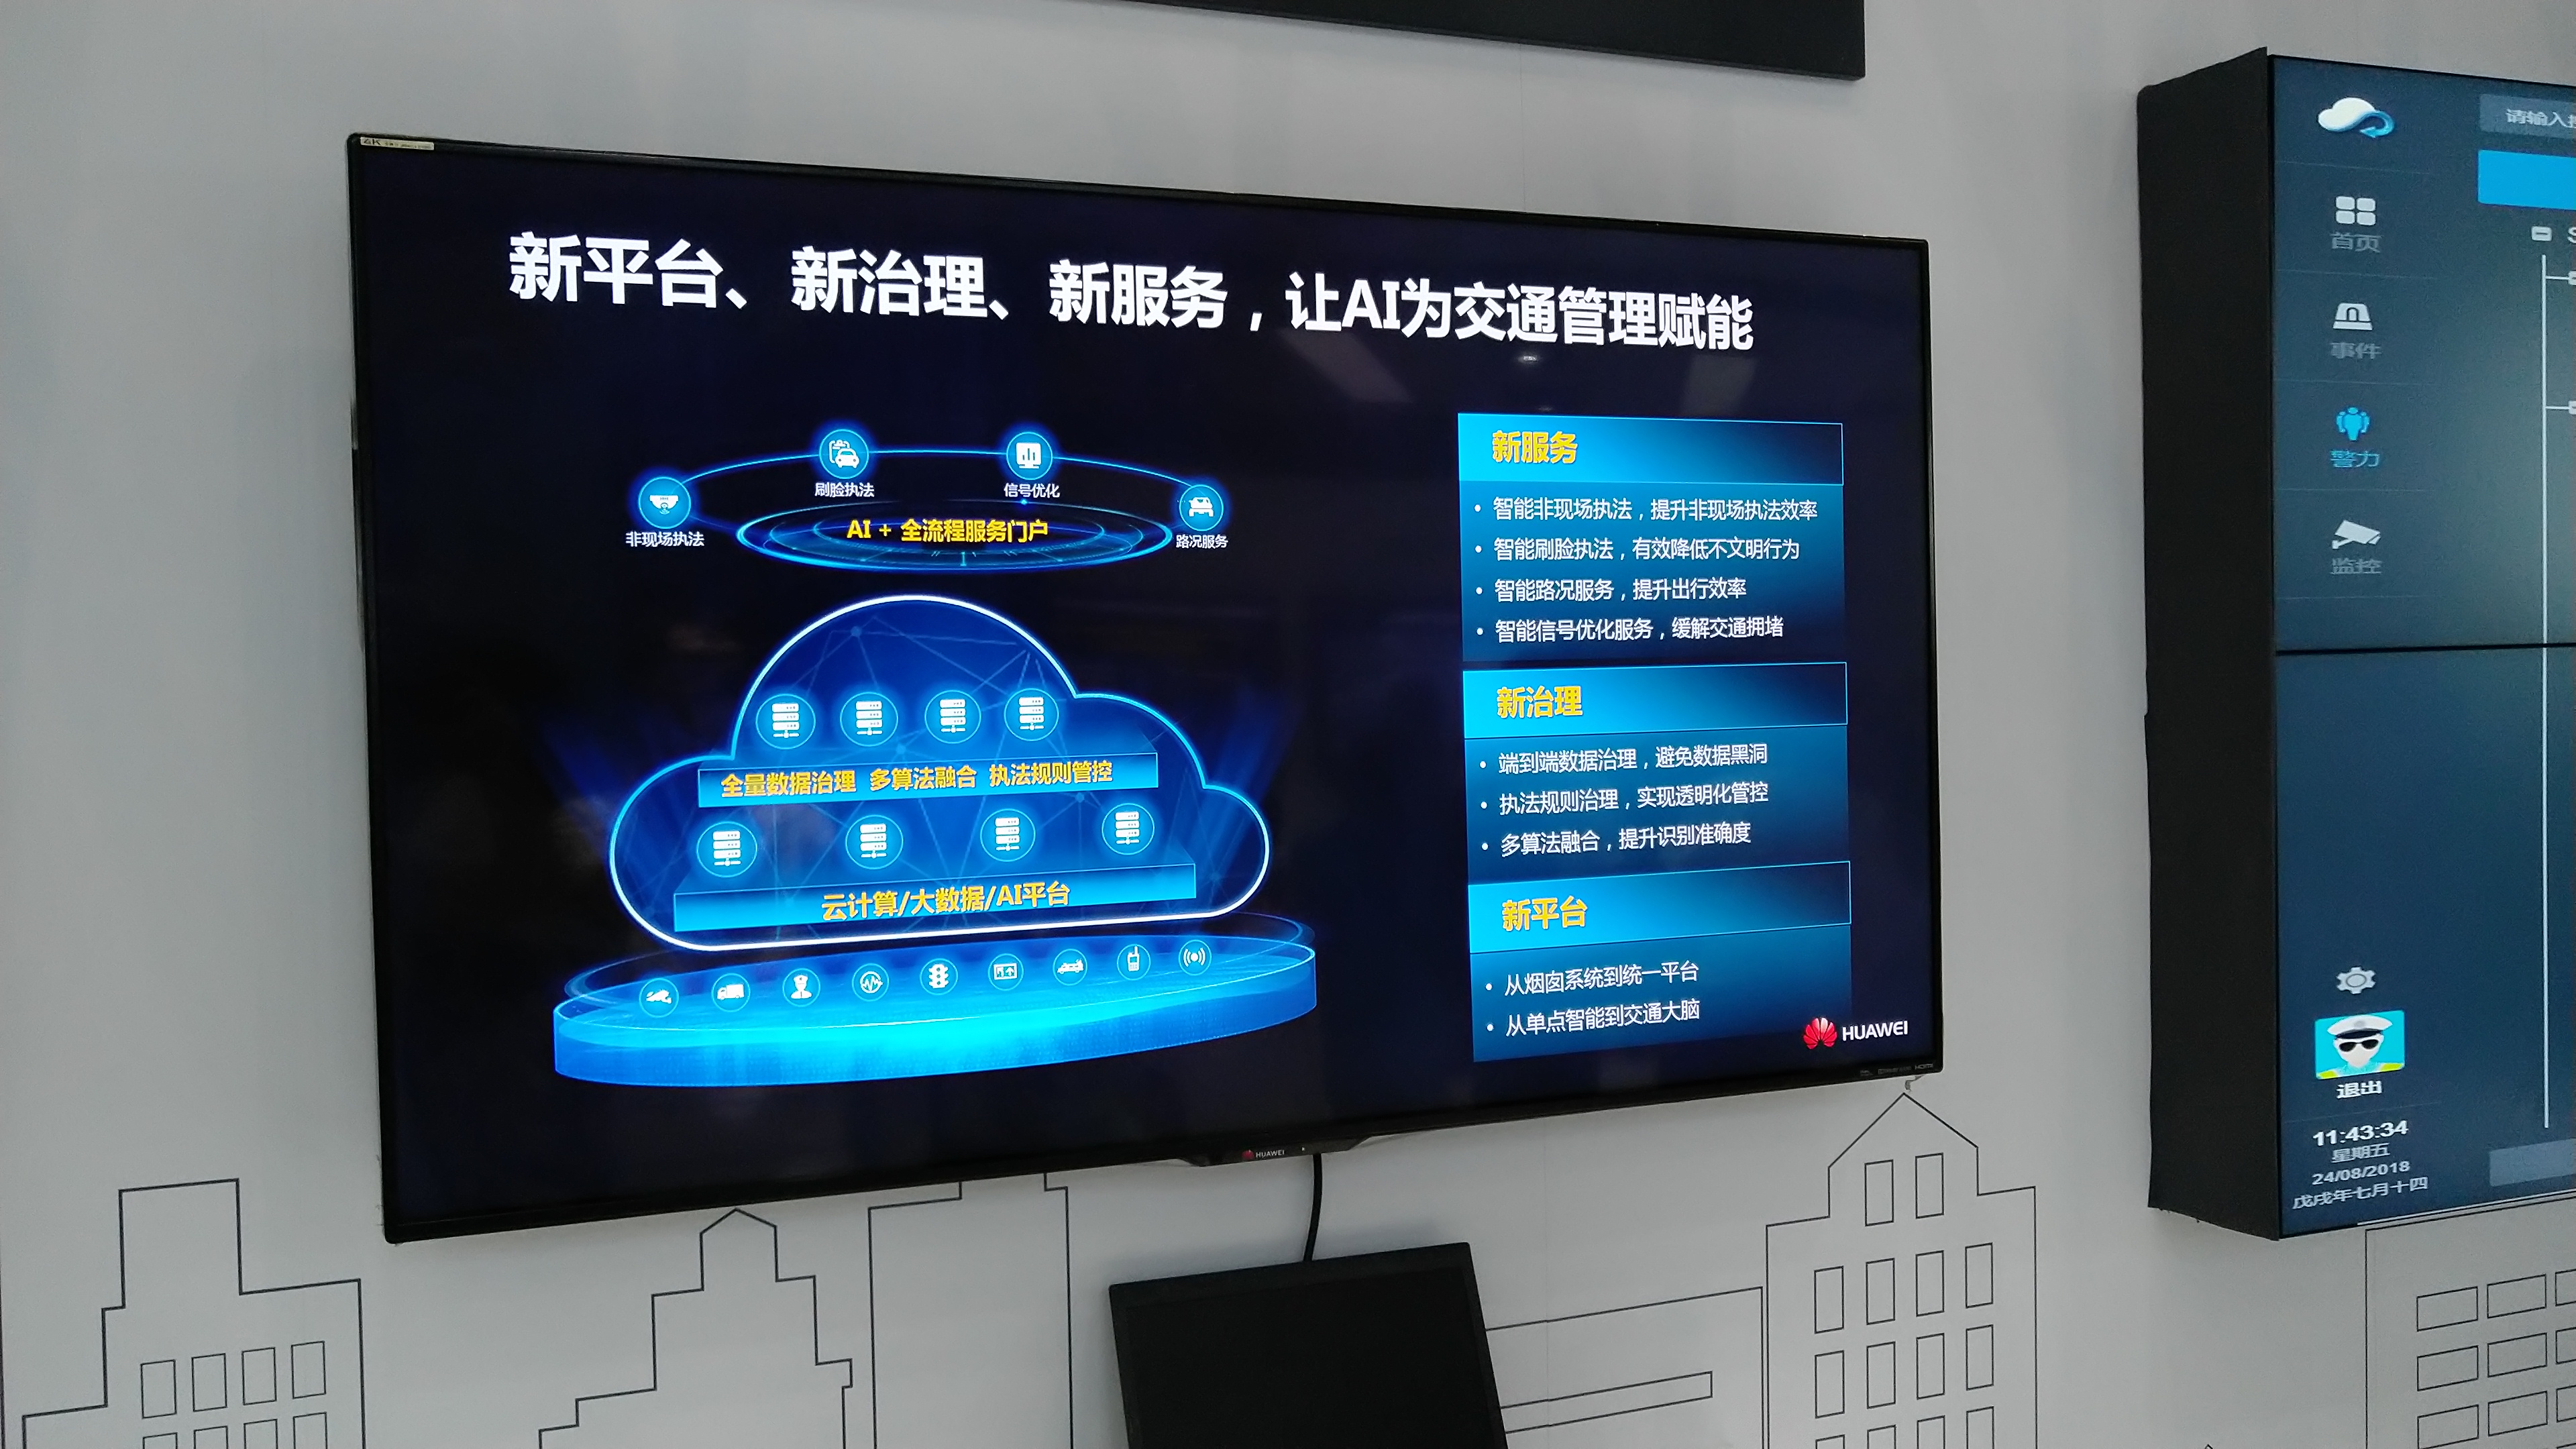 新平台、新治理、新服务，让AI为交通管理赋能
刷脸执法
信号优化
非现场执法
路况服务
AI + 全流程服务门户
全量数据治理 多算法融合 执法规则管控
云计算/大数据/AI平台
新服务
• 智能非现场执法，提升非现场执法效率
• 智能刷脸执法，有效降低不文明行为
• 智能路况服务，提升出行效率
• 智能信号优化服务，缓解交通拥堵
新治理
• 端到端数据治理，避免数据黑洞
• 执法规则治理，实现透明化管控
• 多算法融合，提升识别准确度
新平台
• 从烟囱系统到统一平台
• 从单点智能到交通大脑
HUAWEI
HUAWEI
请输入
首页
事件
警力
监控
退出
11:43:34
星期五
24/08/2018
戊戌年七月十四